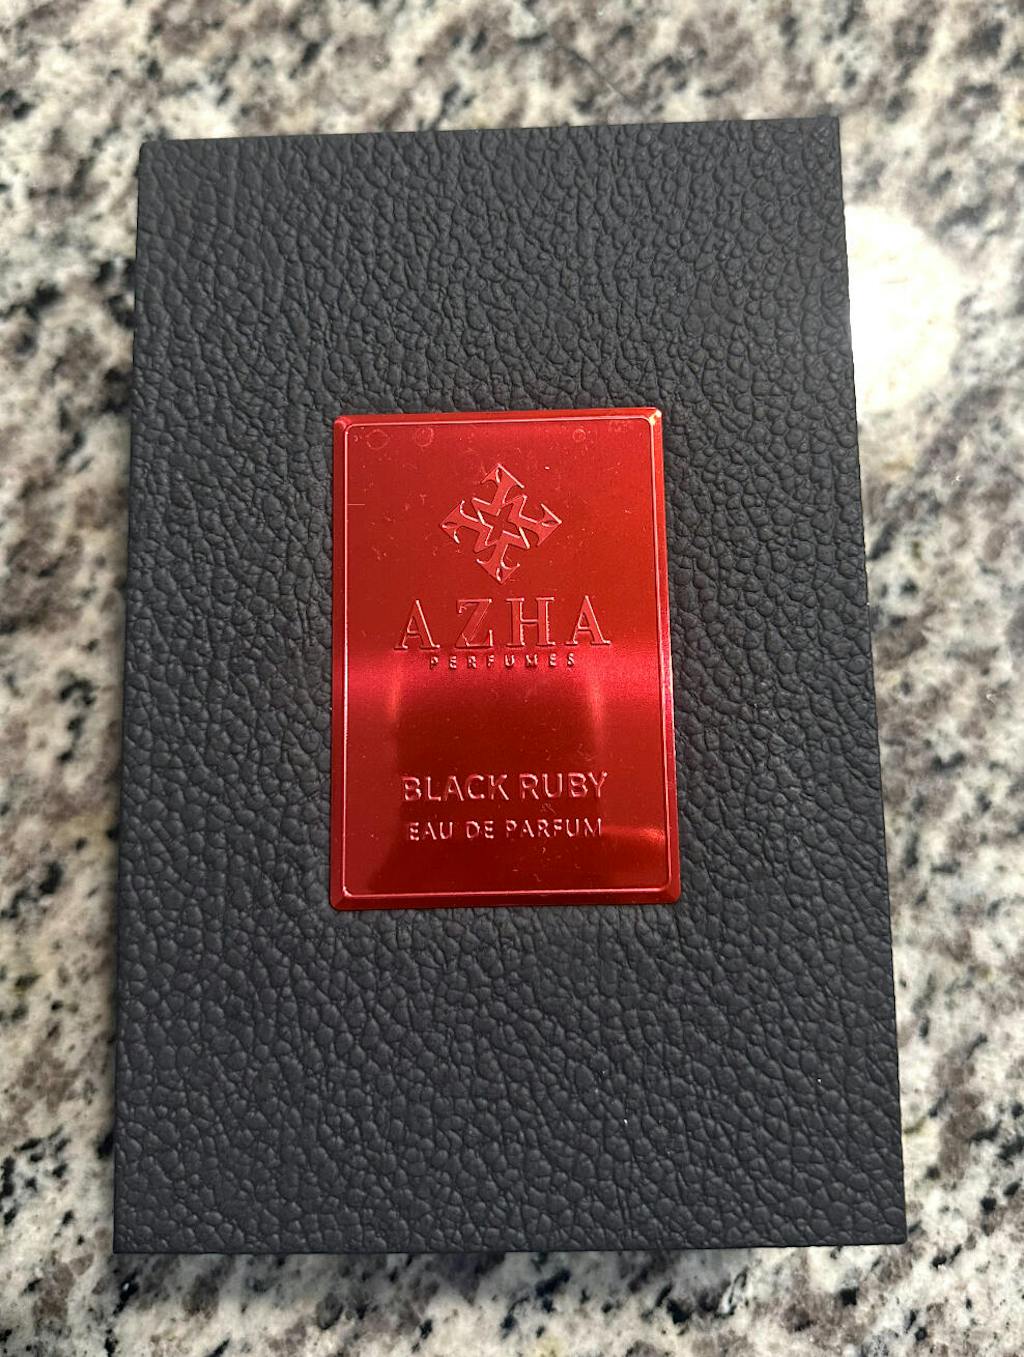 AZHA
PERFUMES
BLACK RUBY
EAU DE PARFUM